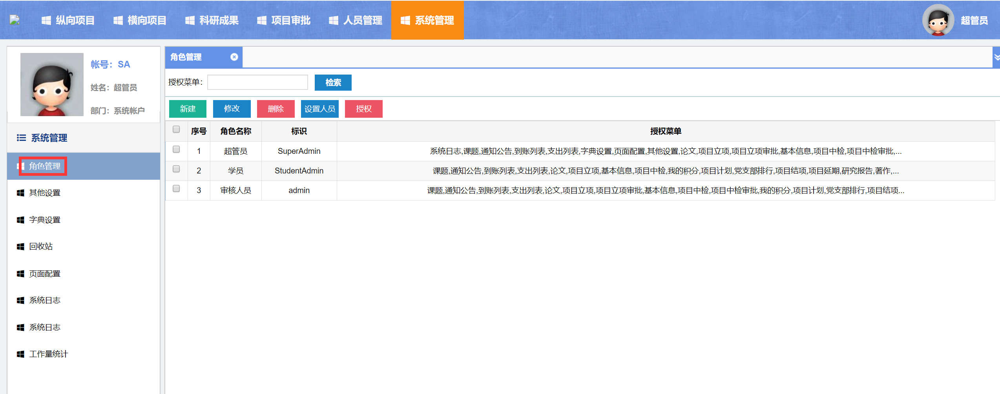 纵向项目 横向项目 科研成果 项目审批 人员管理 系统管理 超管员
帐号：SA
姓名：超管员
部门：系统帐户
系统管理
角色管理
其他设置
字典设置
回收站
页面配置
系统日志
系统日志
工作量统计
角色管理
授权菜单： 检索
新建 修改 删除 设置人员 授权
序号 角色名称 标识 授权菜单
1 超管员 SuperAdmin 系统日志,课题,通知公告,到账列表,支出列表,字典设置,页面配置,其他设置,论文,项目立项,项目立项审批,基本信息,项目中检,项目中检审批,...
2 学员 StudentAdmin 课题,通知公告,到账列表,支出列表,论文,项目立项,基本信息,项目中检,我的积分,项目计划,党支部排行,项目结项,项目延期,研究报告,著作,...
3 审核人员 admin 课题,通知公告,到账列表,支出列表,论文,项目立项,项目立项审批,基本信息,项目中检,项目中检审批,我的积分,项目计划,党支部排行,项目结项...